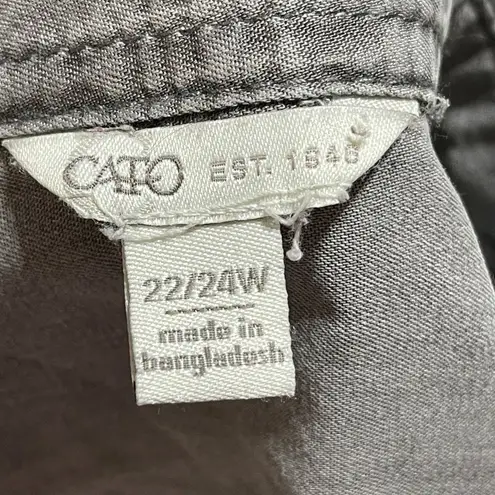 CATO EST. 1946
22/24W
made in
bangladesh